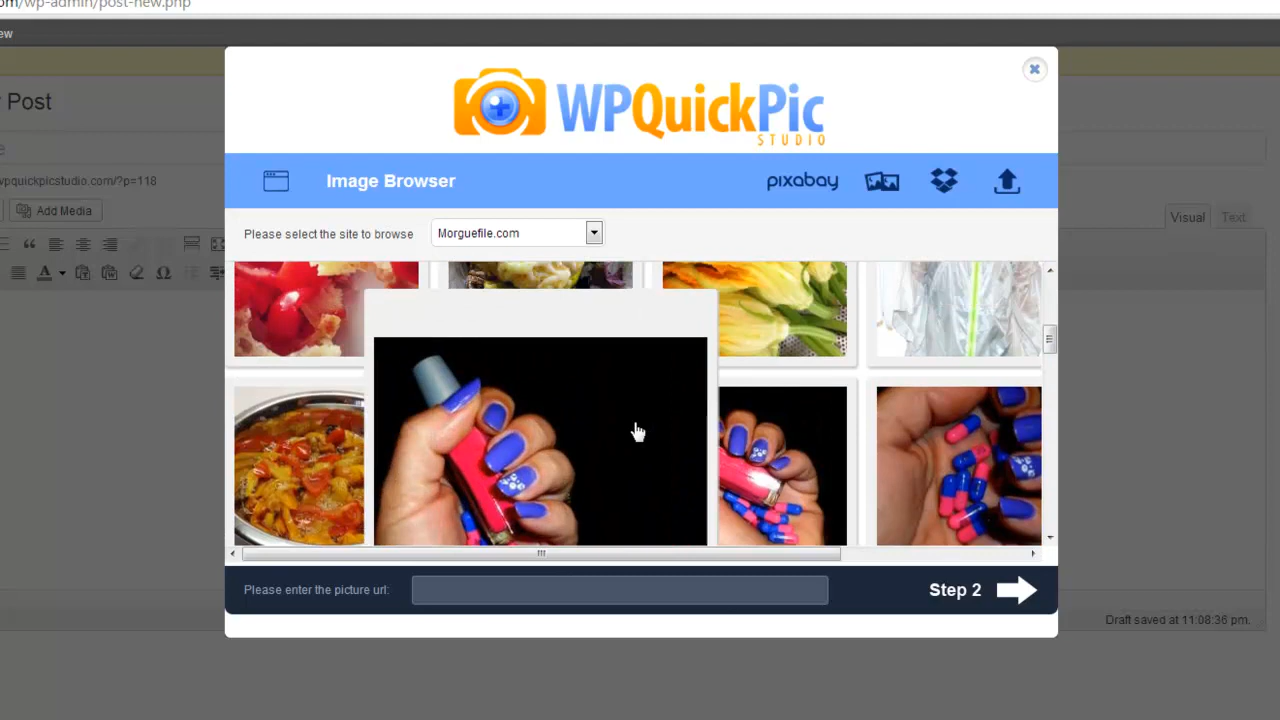 om/wp-admin/post-new.php
ew
Post
e
wpquickpicstudio.com/?p=118
Add Media
Visual
Text
WPQuickPic
STUDIO
Image Browser
pixabay
Please select the site to browse
Morguefile.com
Please enter the picture url:
Step 2
Draft saved at 11:08:36 pm.